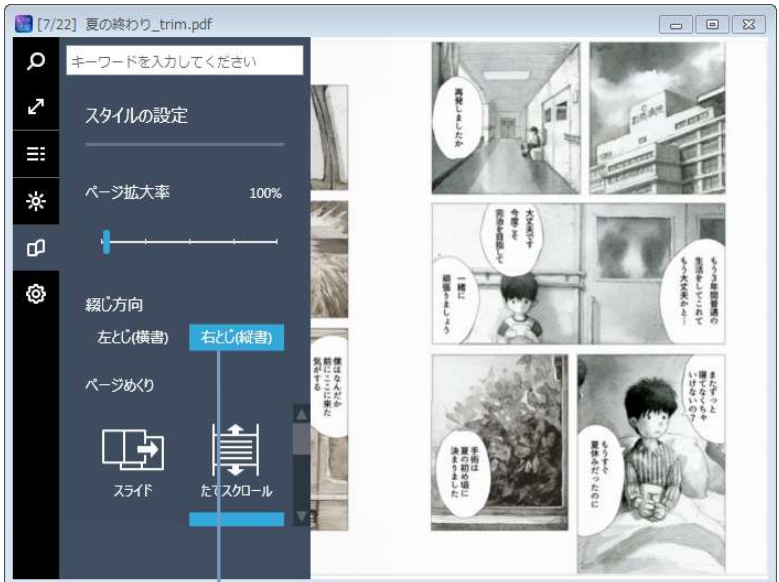 [7/22] 夏の終わり_trim.pdf
キーワードを入力してください
スタイルの設定
ページ拡大率 100%
綴じ方向
左とじ(横書) 右とじ(縦書)
ページめくり
スライド たてスクロール
再発しましたか
もう3年間普通の
生活をしてこれて
もう大丈夫かと…
大丈夫です
今度こそ
完治を目指して
一緒に
頑張りましょう
またずっと
寝てなくちゃ
いけないの?
もうすぐ
夏休みだったのに
手術は
夏の初め頃に
決まりました
僕はなんだか
前にここに来た
気がする